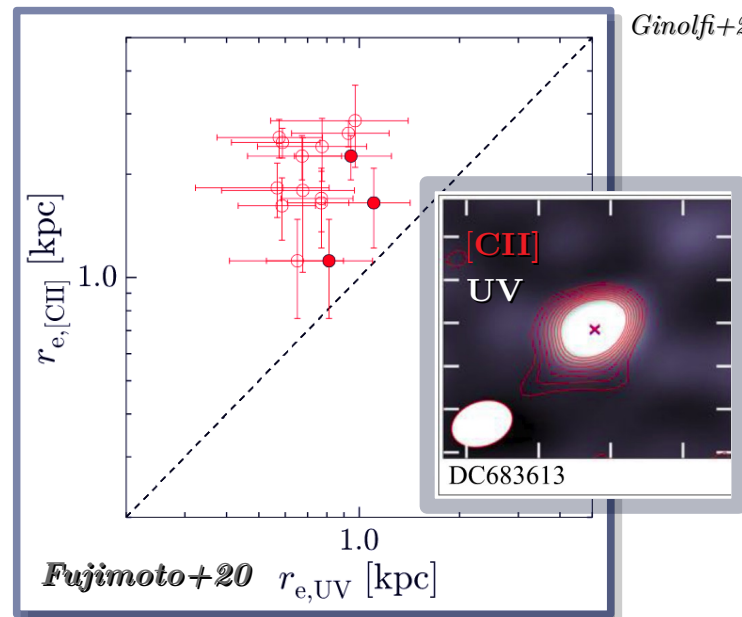 Ginolfi+2
r_e,[CII] [kpc]
1.0
[CII]
UV
DC683613
1.0
Fujimoto+20
r_e,UV [kpc]